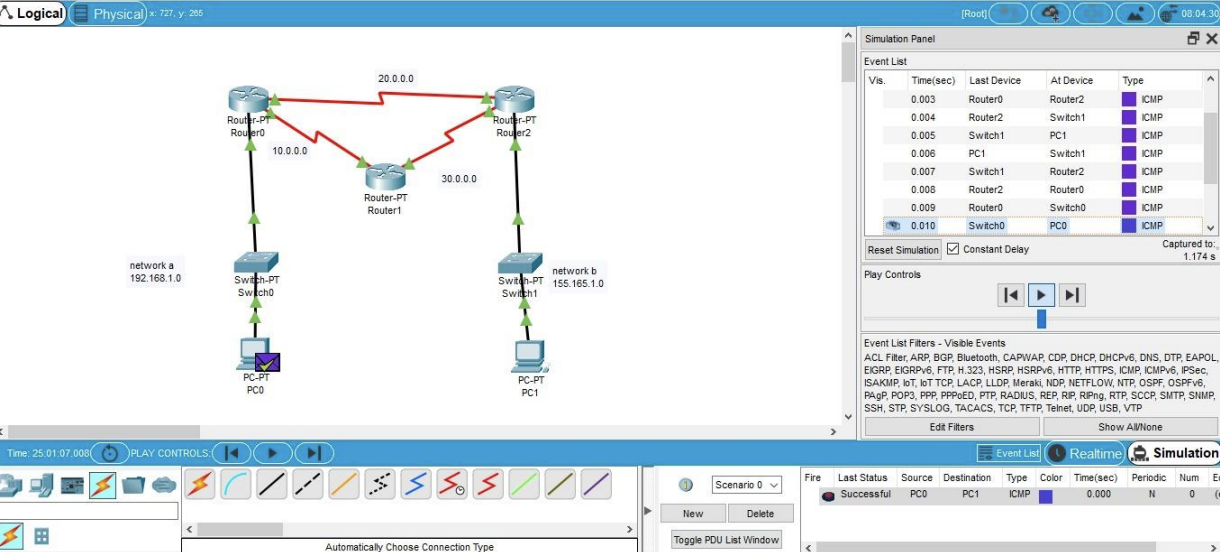 Logical Physical x: 727, y: 265 [Root] 08:04:30
20.0.0.0
Router-PT
Router0
Router-PT
Router2
10.0.0.0
30.0.0.0
Router-PT
Router1
network a
192.168.1.0
Switch-PT
Switch0
Switch-PT
Switch1
network b
155.165.1.0
PC-PT
PC0
PC-PT
PC1
Simulation Panel
Event List
Vis. Time(sec) Last Device At Device Type
0.003 Router0 Router2 ICMP
0.004 Router2 Switch1 ICMP
0.005 Switch1 PC1 ICMP
0.006 PC1 Switch1 ICMP
0.007 Switch1 Router2 ICMP
0.008 Router2 Router0 ICMP
0.009 Router0 Switch0 ICMP
0.010 Switch0 PC0 ICMP
Reset Simulation Constant Delay Captured to:
1.174 s
Play Controls
Event List Filters - Visible Events
ACL Filter, ARP, BGP, Bluetooth, CAPWAP, CDP, DHCP, DHCPv6, DNS, DTP, EAPOL,
EIGRP, EIGRPv6, FTP, H.323, HSRP, HSRPv6, HTTP, HTTPS, ICMP, ICMPv6, IPSec,
ISAKMP, IoT, IoT TCP, LACP, LLDP, Meraki, NDP, NETFLOW, NTP, OSPF, OSPFv6,
PAgP, POP3, PPP, PPPoED, PTP, RADIUS, REP, RIP, RIPng, RTP, SCCP, SMTP, SNMP,
SSH, STP, SYSLOG, TACACS, TCP, TFTP, Telnet, UDP, USB, VTP
Edit Filters Show All/None
Time: 25:01:07.008 PLAY CONTROLS: Event List Realtime Simulation
Scenario 0
New Delete
Toggle PDU List Window
Fire Last Status Source Destination Type Color Time(sec) Periodic Num
Successful PC0 PC1 ICMP 0.000 N 0
Automatically Choose Connection Type